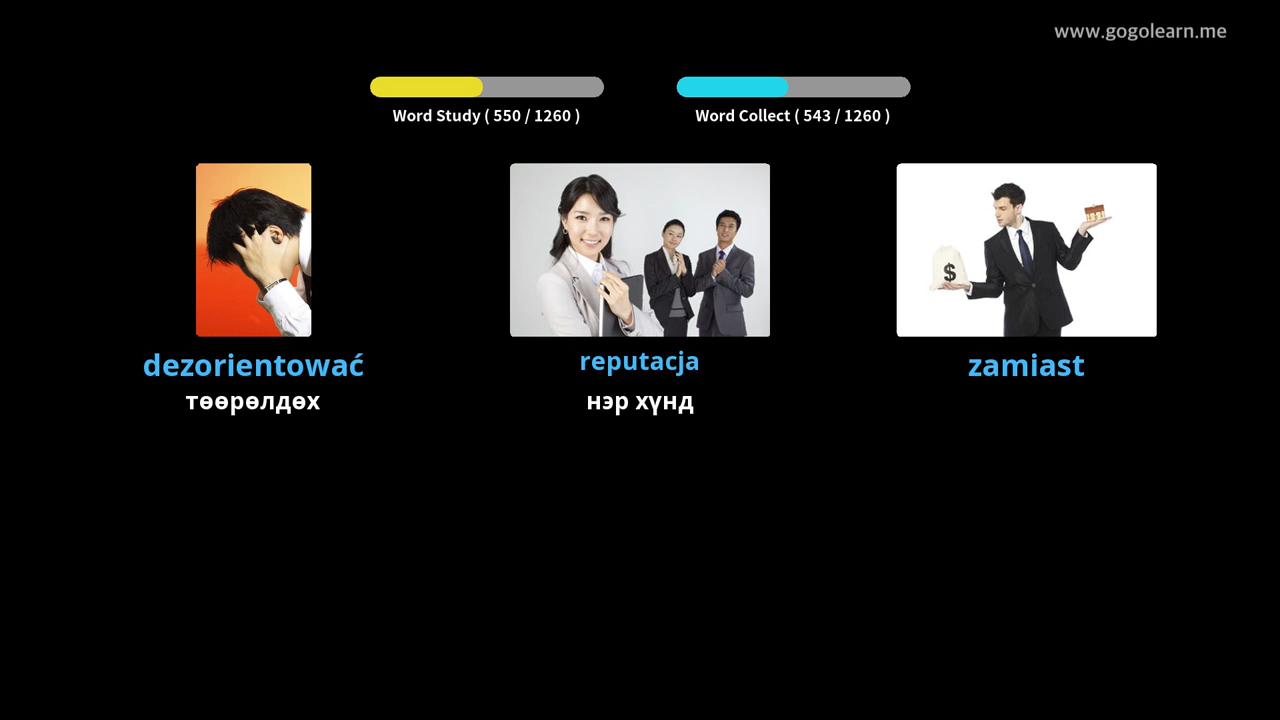 www.gogolearn.me
Word Study ( 550 / 1260 )
Word Collect ( 543 / 1260 )
$
dezorientować
reputacja
zamiast
төөрөлдөх
нэр хүнд